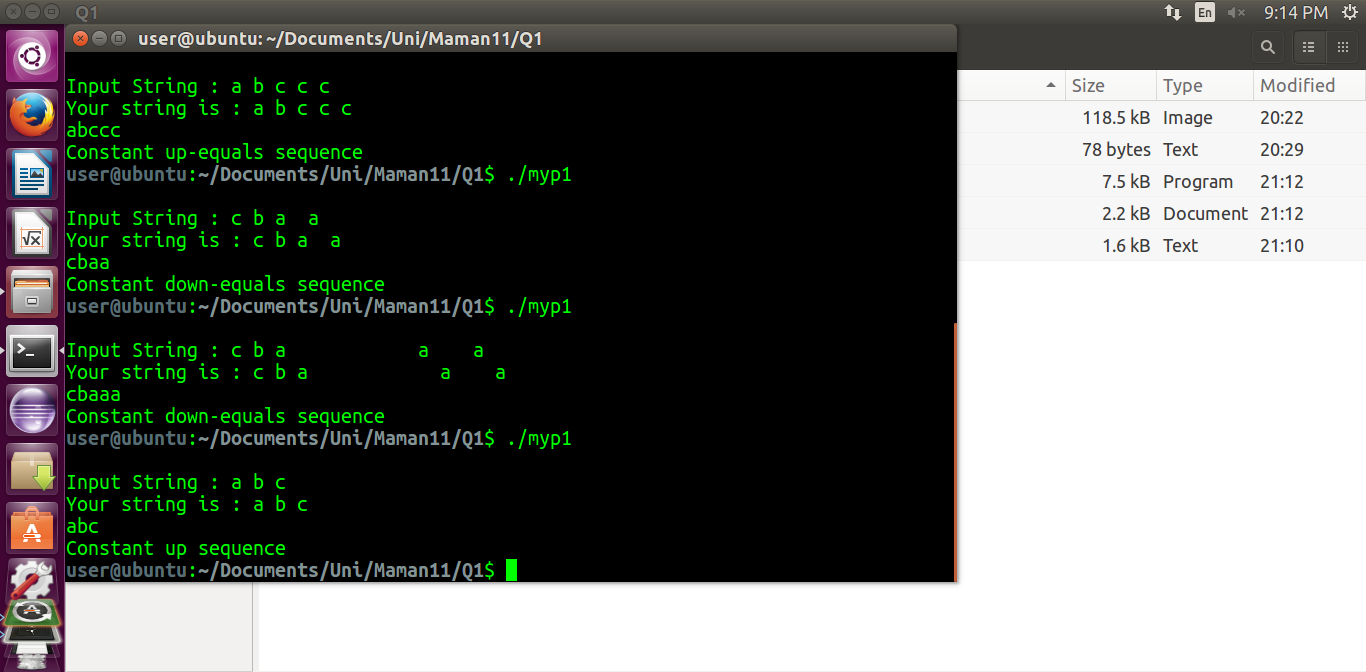 Q1
En
9:14 PM
user@ubuntu: ~/Documents/Uni/Maman11/Q1
Input String : a b c c c
Your string is : a b c c c
abccc
Constant up-equals sequence
user@ubuntu:~/Documents/Uni/Maman11/Q1$ ./myp1
Input String : c b a  a
Your string is : c b a  a
cbaa
Constant down-equals sequence
user@ubuntu:~/Documents/Uni/Maman11/Q1$ ./myp1
Input String : c b a            a    a
Your string is : c b a            a    a
cbaaa
Constant down-equals sequence
user@ubuntu:~/Documents/Uni/Maman11/Q1$ ./myp1
Input String : a b c
Your string is : a b c
abc
Constant up sequence
user@ubuntu:~/Documents/Uni/Maman11/Q1$
Size Type Modified
118.5 kB Image 20:22
78 bytes Text 20:29
7.5 kB Program 21:12
2.2 kB Document 21:12
1.6 kB Text 21:10